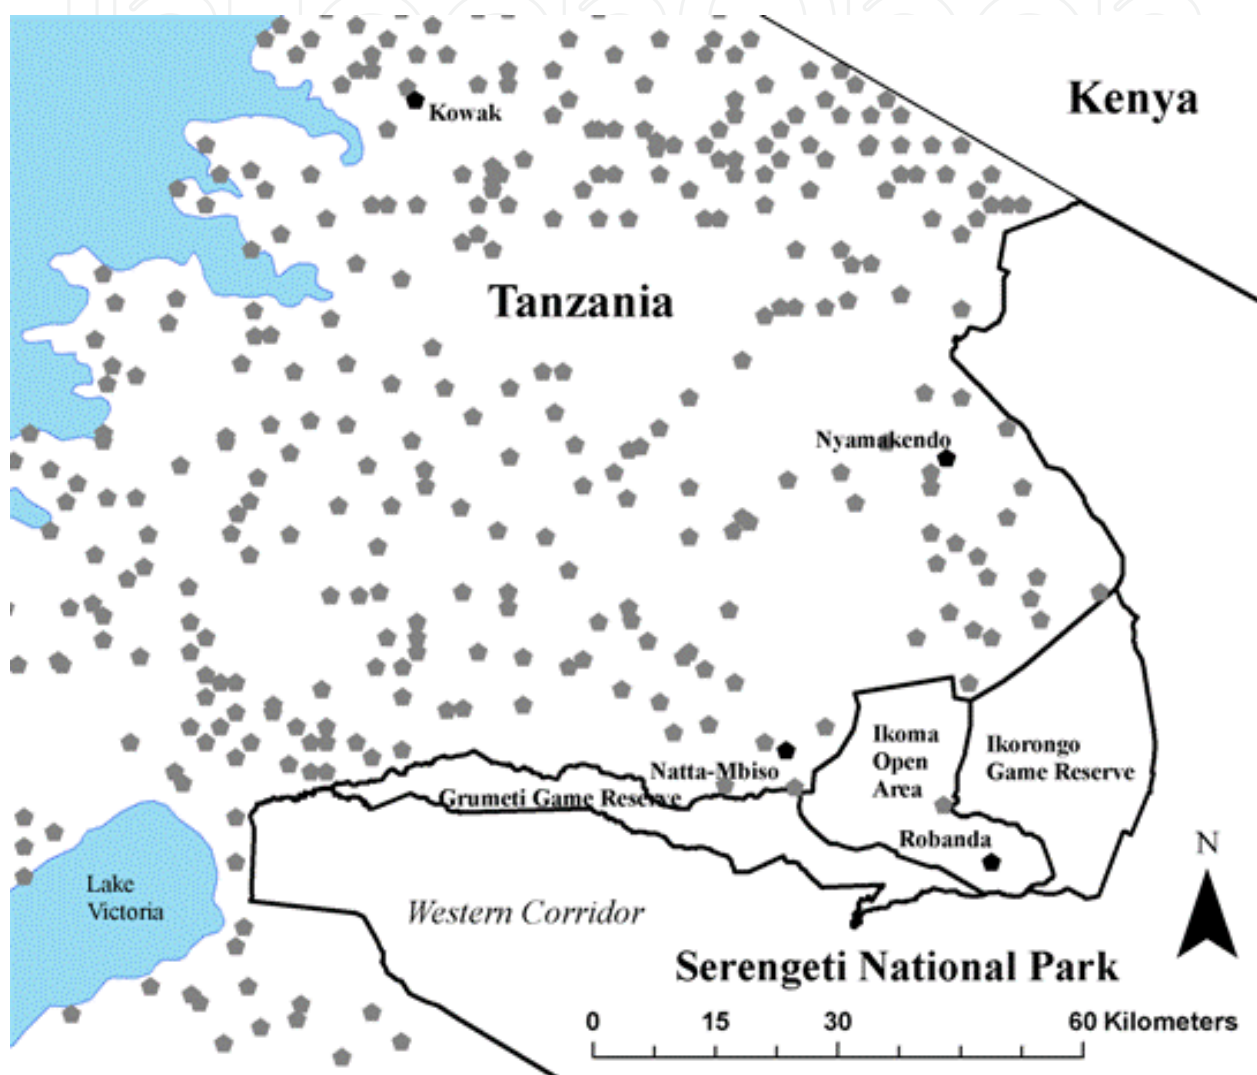 Kenya
Kowak
Tanzania
Nyamakendo
Ikoma
Open
Area
Ikorongo
Game Reserve
Natta-Mbiso
Grumeti Game Reserve
Robanda
N
Lake
Victoria
Western Corridor
Serengeti National Park
0 15 30 60 Kilometers